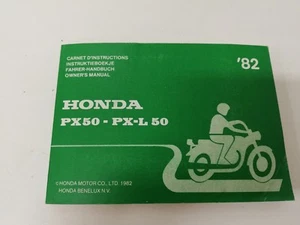 CARNET D'INSTRUCTIONS
INSTRUKTIEBOEKJE
FAHRER-HANDBUCH
OWNER'S MANUAL
'82
HONDA
PX50 - PX-L 50
© HONDA MOTOR CO., LTD. 1982
HONDA BENELUX N.V.